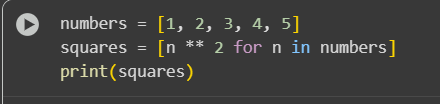 numbers = [1, 2, 3, 4, 5]
squares = [n ** 2 for n in numbers]
print(squares)